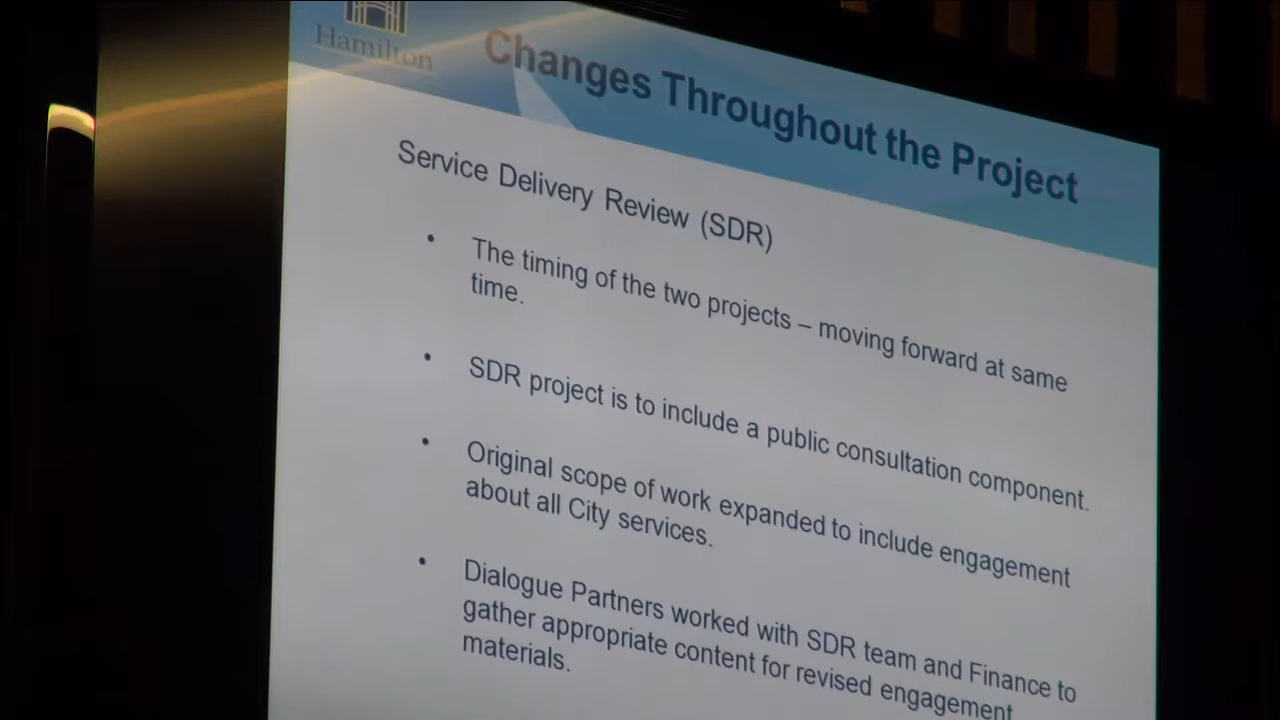 Hamilton
Changes Throughout the Project
Service Delivery Review (SDR)
• The timing of the two projects – moving forward at same
time.
• SDR project is to include a public consultation component.
• Original scope of work expanded to include engagement
about all City services.
• Dialogue Partners worked with SDR team and Finance to
gather appropriate content for revised engagement
materials.